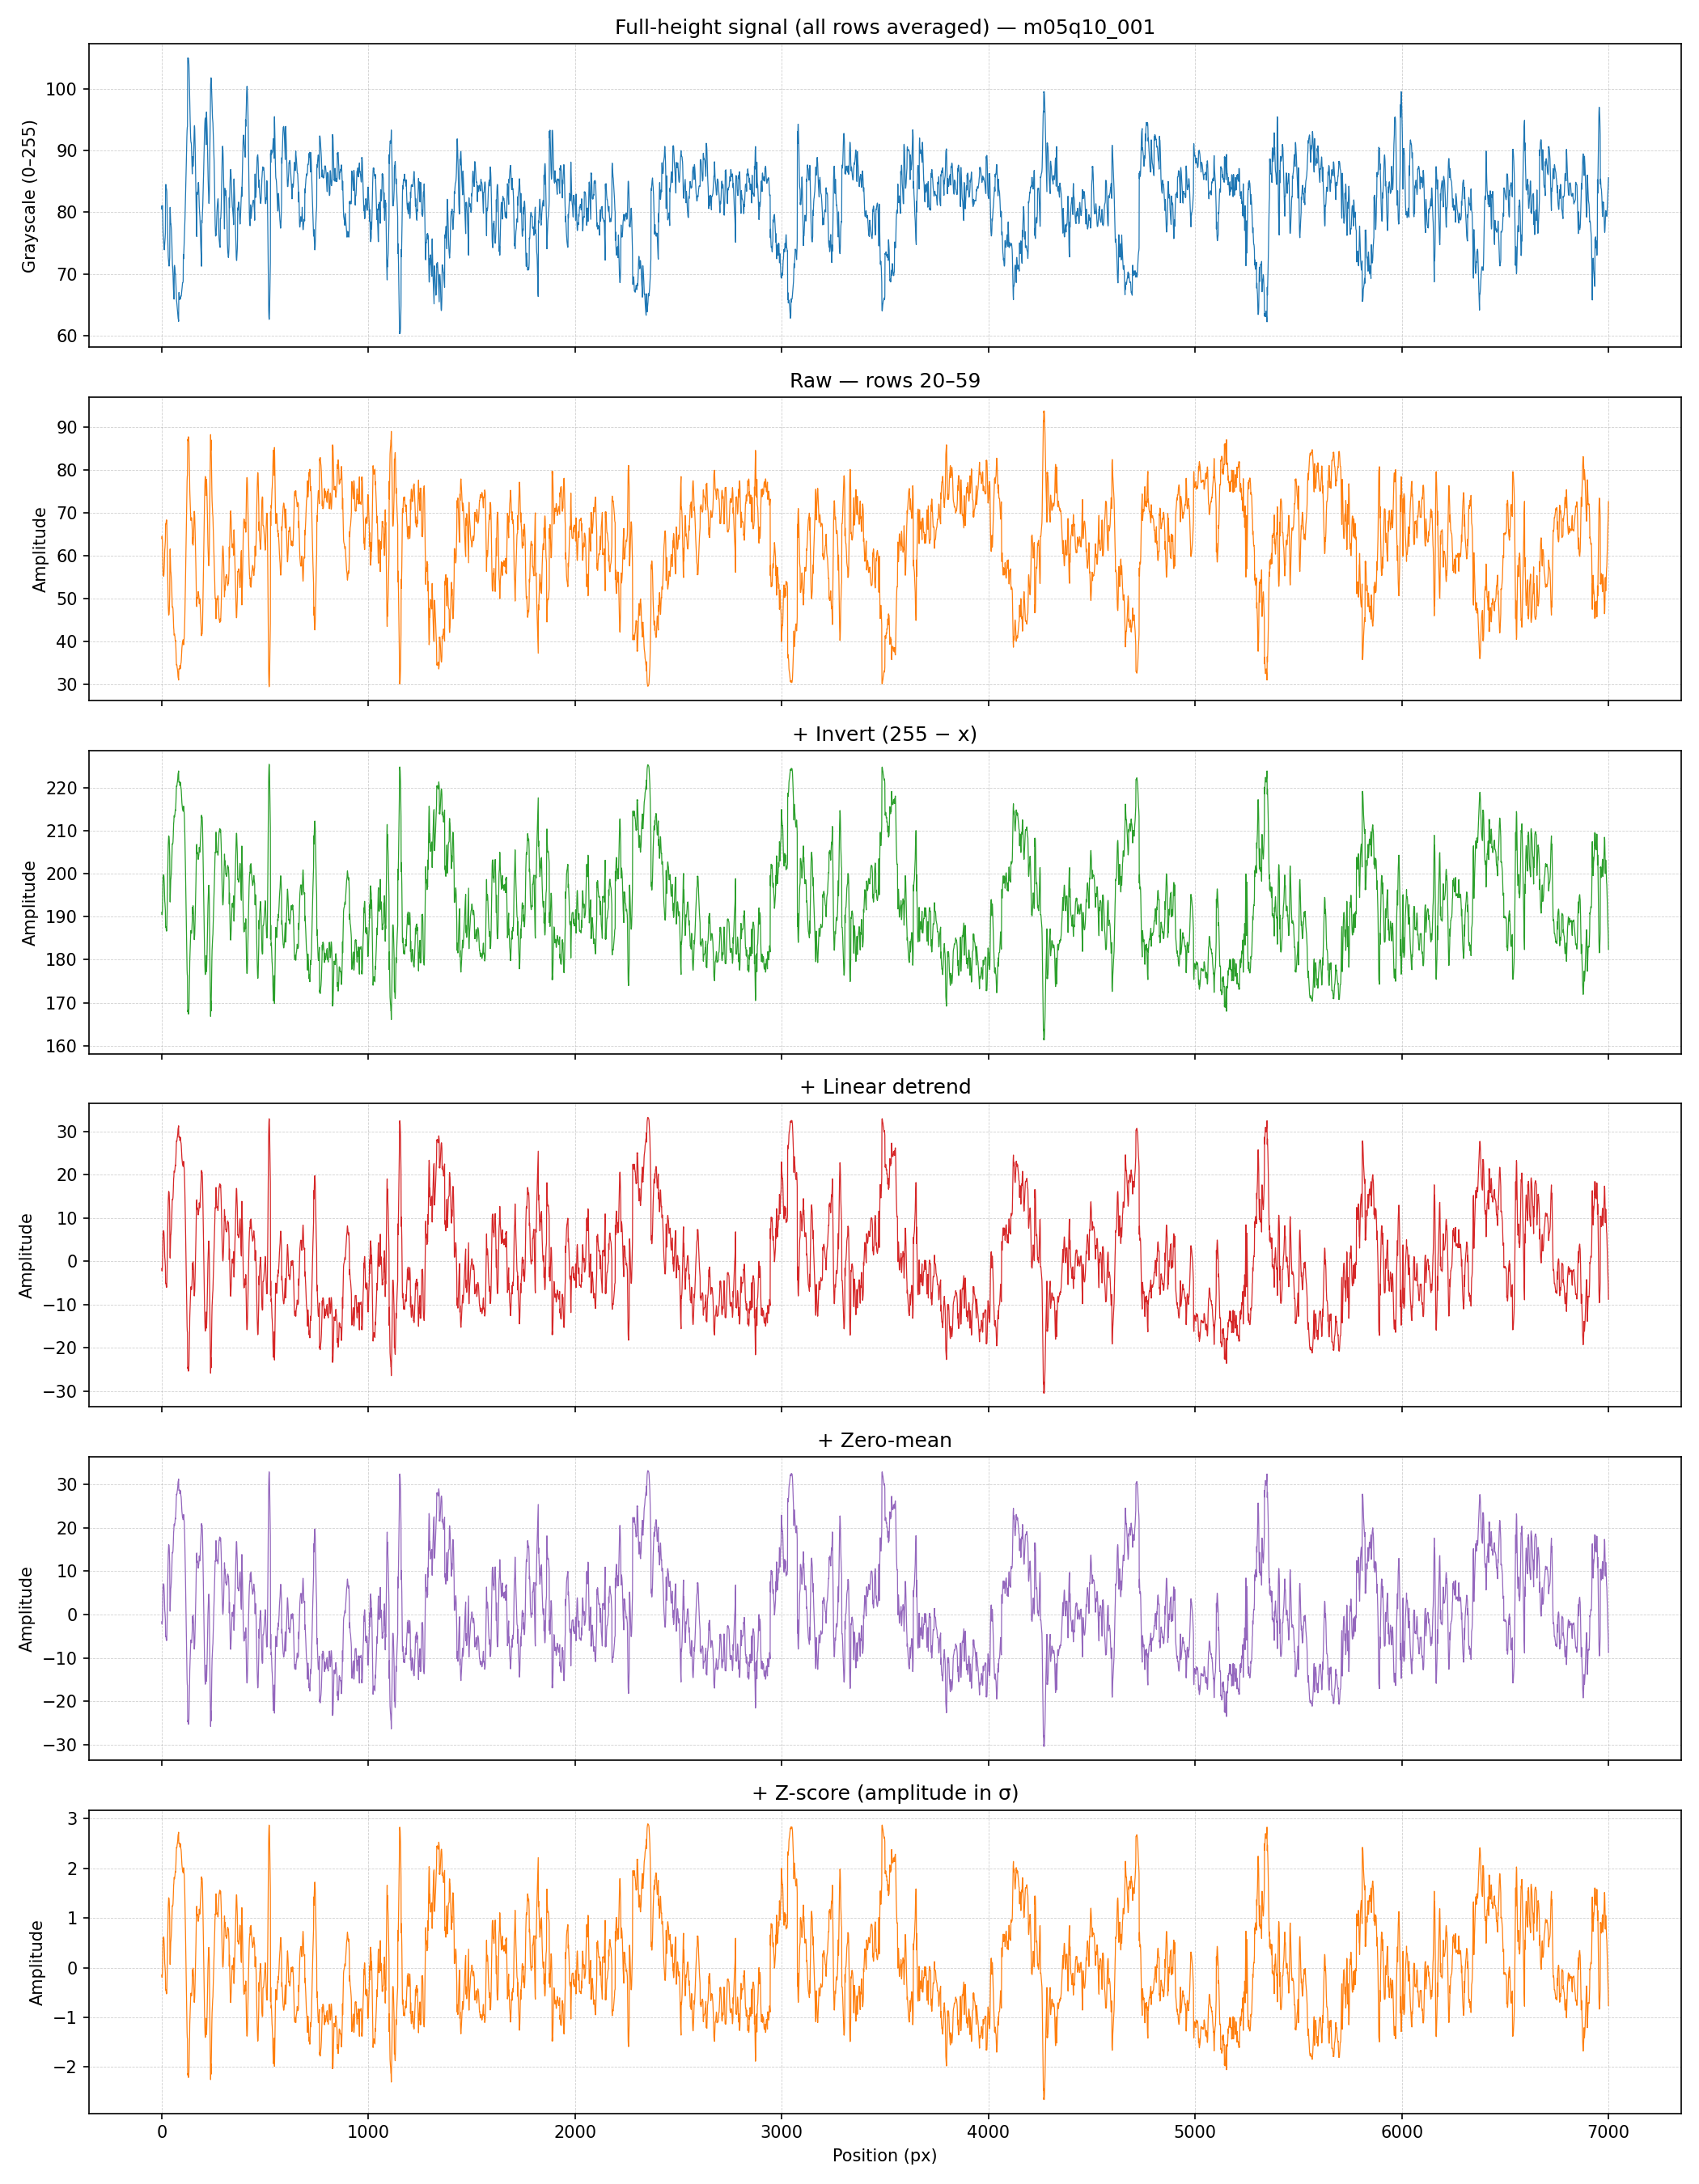 Full-height signal (all rows averaged) — m05q10_001
Grayscale (0–255)
100
90
80
70
60
Raw — rows 20–59
Amplitude
90
80
70
60
50
40
30
+ Invert (255 − x)
Amplitude
220
210
200
190
180
170
160
+ Linear detrend
Amplitude
30
20
10
0
−10
−20
−30
+ Zero-mean
Amplitude
30
20
10
0
−10
−20
−30
+ Z-score (amplitude in σ)
Amplitude
3
2
1
0
−1
−2
0 1000 2000 3000 4000 5000 6000 7000
Position (px)